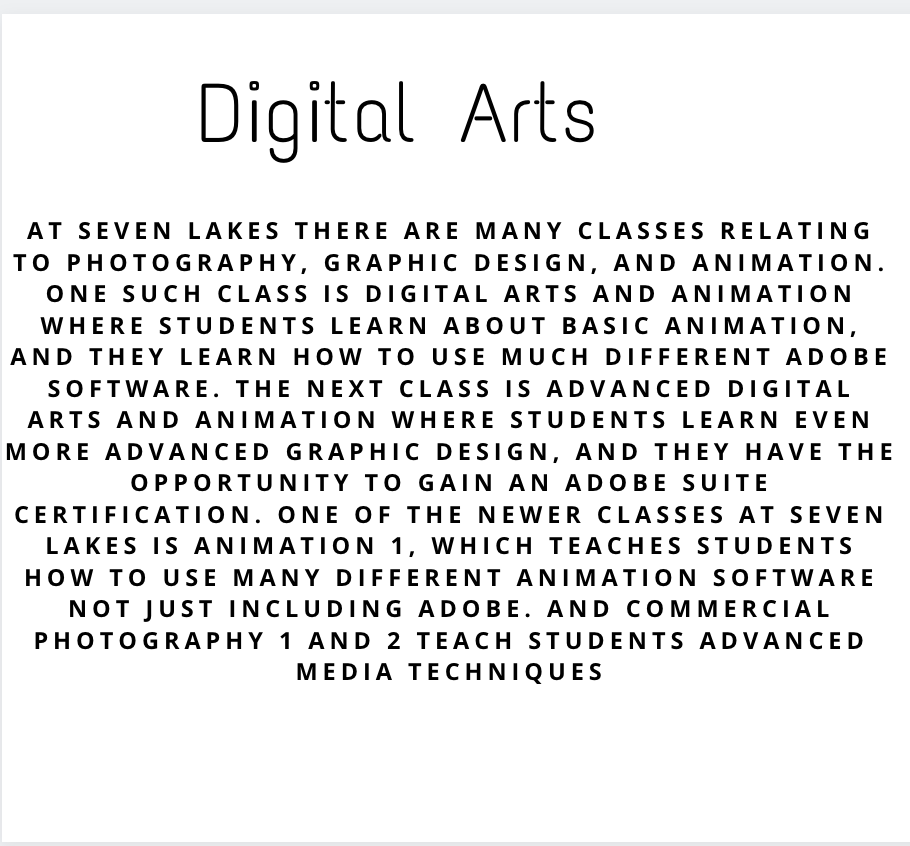 Digital Arts
AT SEVEN LAKES THERE ARE MANY CLASSES RELATING
TO PHOTOGRAPHY, GRAPHIC DESIGN, AND ANIMATION.
ONE SUCH CLASS IS DIGITAL ARTS AND ANIMATION
WHERE STUDENTS LEARN ABOUT BASIC ANIMATION,
AND THEY LEARN HOW TO USE MUCH DIFFERENT ADOBE
SOFTWARE. THE NEXT CLASS IS ADVANCED DIGITAL
ARTS AND ANIMATION WHERE STUDENTS LEARN EVEN
MORE ADVANCED GRAPHIC DESIGN, AND THEY HAVE THE
OPPORTUNITY TO GAIN AN ADOBE SUITE
CERTIFICATION. ONE OF THE NEWER CLASSES AT SEVEN
LAKES IS ANIMATION 1, WHICH TEACHES STUDENTS
HOW TO USE MANY DIFFERENT ANIMATION SOFTWARE
NOT JUST INCLUDING ADOBE. AND COMMERCIAL
PHOTOGRAPHY 1 AND 2 TEACH STUDENTS ADVANCED
MEDIA TECHNIQUES